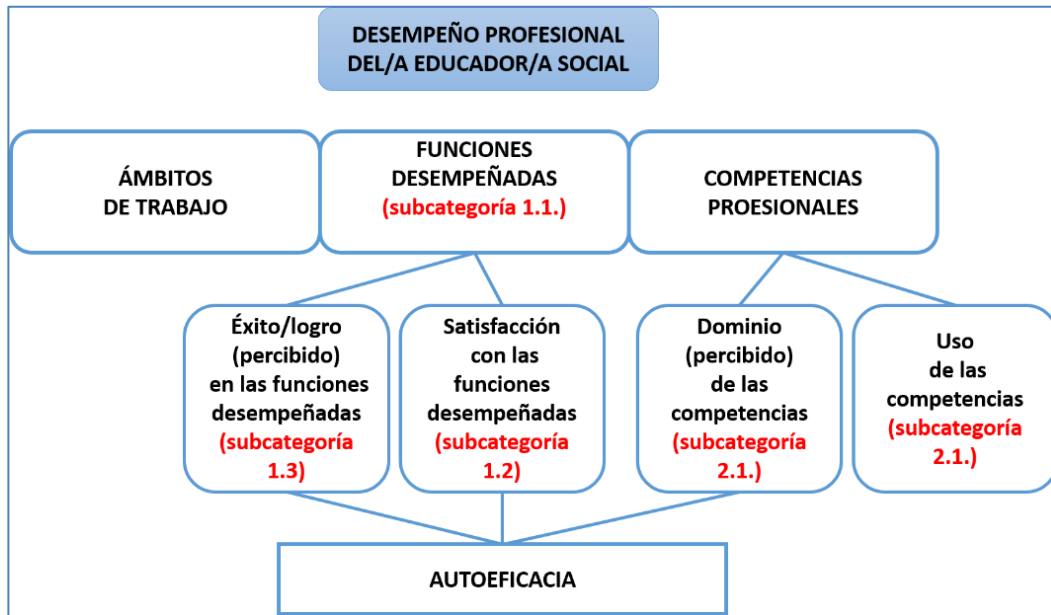 DESEMPEÑO PROFESIONAL
DEL/A EDUCADOR/A SOCIAL
ÁMBITOS
DE TRABAJO
FUNCIONES
DESEMPEÑADAS
(subcategoría 1.1.)
COMPETENCIAS
PROESIONALES
Éxito/logro
(percibido)
en las funciones
desempeñadas
(subcategoría
1.3)
Satisfacción
con las
funciones
desempeñadas
(subcategoría
1.2)
Dominio
(percibido)
de las
competencias
(subcategoría
2.1.)
Uso
de las
competencias
(subcategoría
2.1.)
AUTOEFICACIA